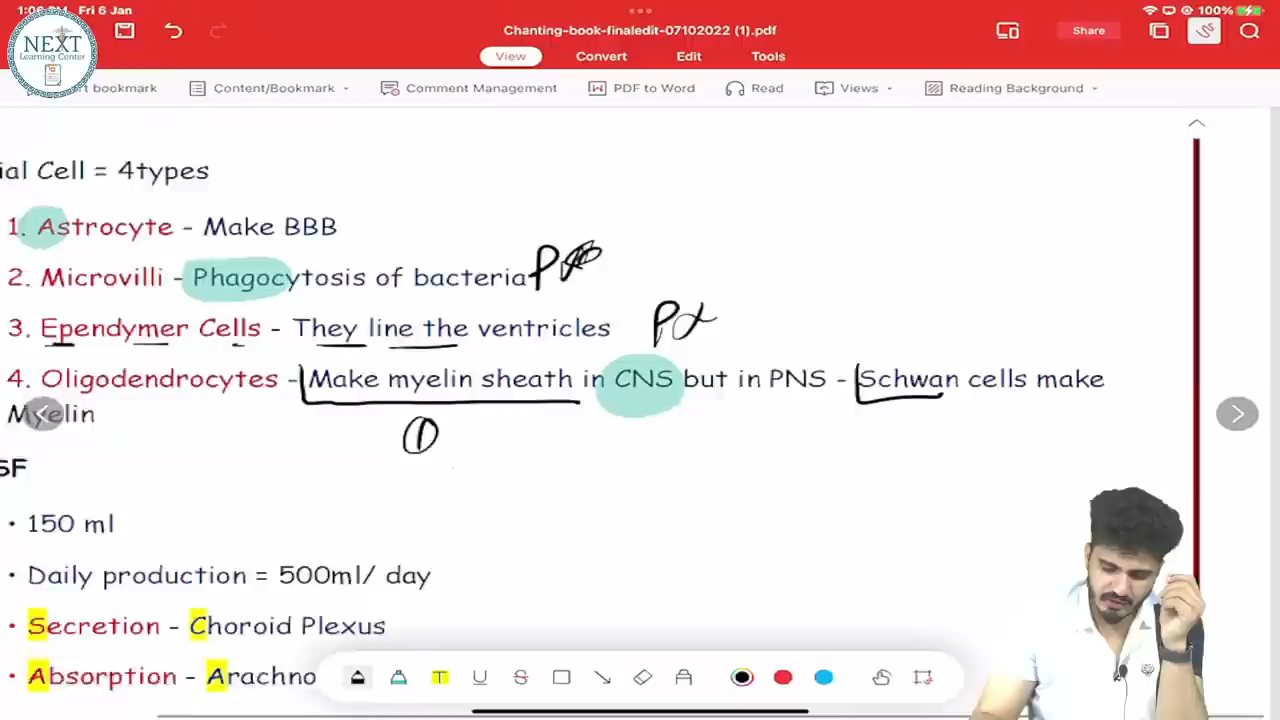 1:06 PM Fri 6 Jan
100%
NEXT
Learning Center
Chanting-book-finaledit-07102022 (1).pdf
Share
View Convert Edit Tools
bookmark Content/Bookmark Comment Management PDF to Word Read Views Reading Background
ial Cell = 4types
1. Astrocyte - Make BBB
2. Microvilli - Phagocytosis of bacteria P
3. Ependymer Cells - They line the ventricles
4. Oligodendrocytes - Make myelin sheath in CNS but in PNS - Schwan cells make
Myelin
1
SF
• 150 ml
• Daily production = 500ml/ day
• Secretion - Choroid Plexus
• Absorption - Arachno